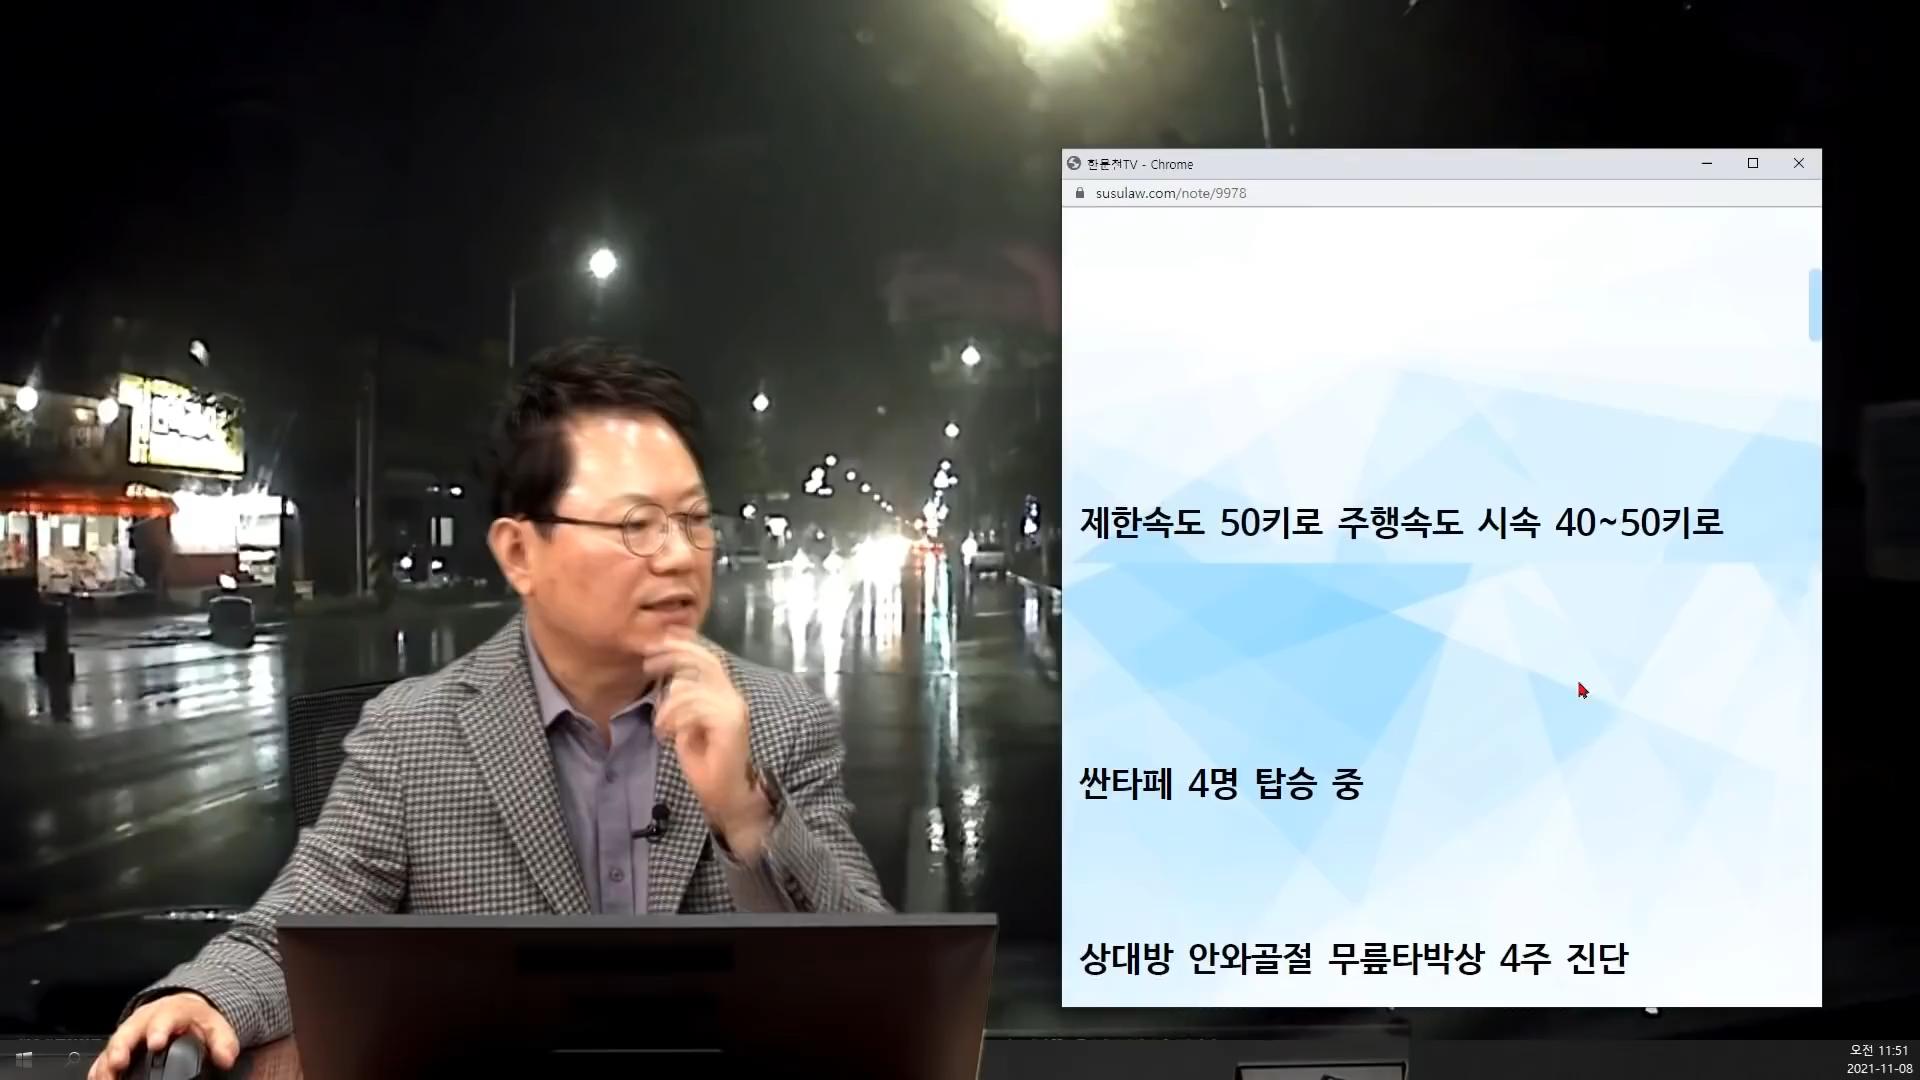 한문철TV - Chrome
susulaw.com/note/9978
제한속도 50키로 주행속도 시속 40~50키로
싼타페 4명 탑승 중
상대방 안와골절 무릎타박상 4주 진단
오전 11:51
2021-11-08